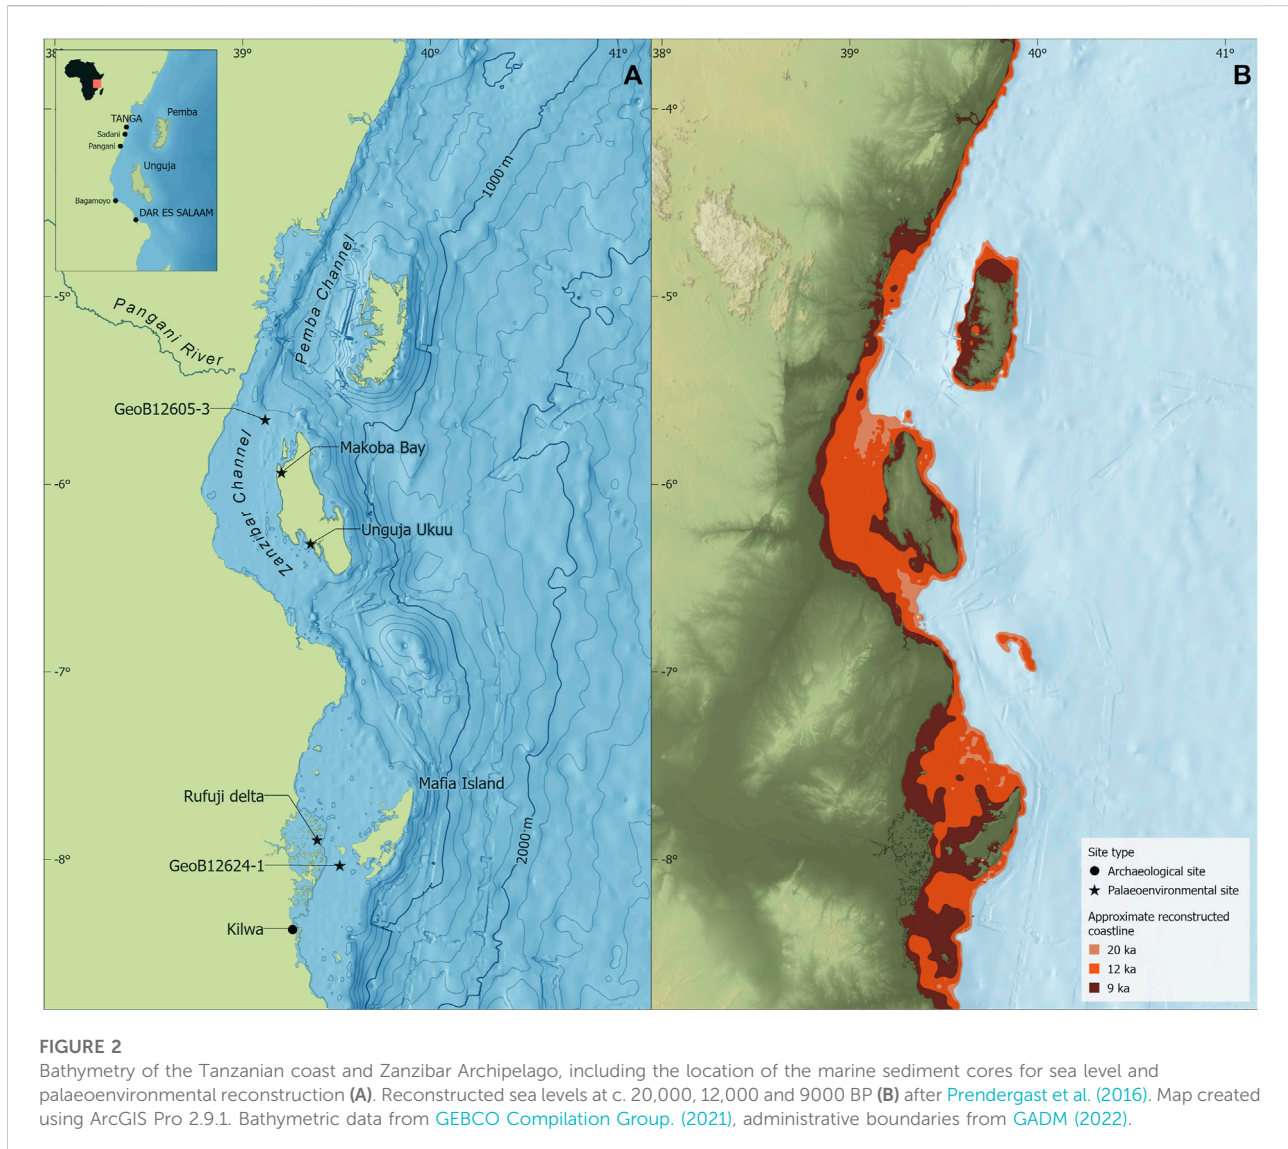 38°
39°
40°
41°
A
TANGA
Sadani
Pangani
Pemba
Unguja
Bagamoyo
DAR ES SALAAM
1000 m
-4°
-5°
-6°
-7°
-8°
Pemba Channel
Pangani River
GeoB12605-3
Makoba Bay
Zanzibar Channel
Unguja Ukuu
Mafia Island
Rufuji delta
2000 m
GeoB12624-1
Kilwa
38°
39°
40°
41°
B
-4°
-5°
-6°
-7°
-8°
Site type
Archaeological site
Palaeoenvironmental site
Approximate reconstructed
coastline
20 ka
12 ka
9 ka
FIGURE 2
Bathymetry of the Tanzanian coast and Zanzibar Archipelago, including the location of the marine sediment cores for sea level and
palaeoenvironmental reconstruction (A). Reconstructed sea levels at c. 20,000, 12,000 and 9000 BP (B) after Prendergast et al. (2016). Map created
using ArcGIS Pro 2.9.1. Bathymetric data from GEBCO Compilation Group. (2021), administrative boundaries from GADM (2022).